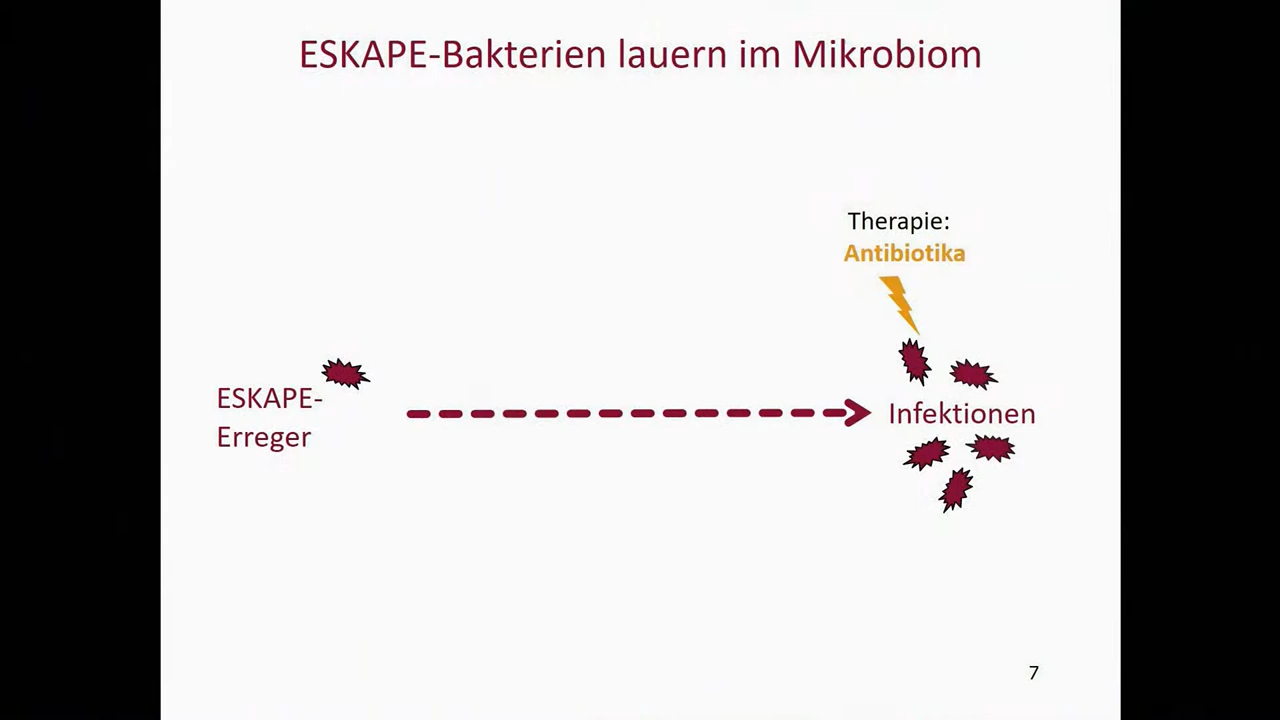 ESKAPE-Bakterien lauern im Mikrobiom
Therapie:
Antibiotika
ESKAPE-
Erreger
Infektionen
7